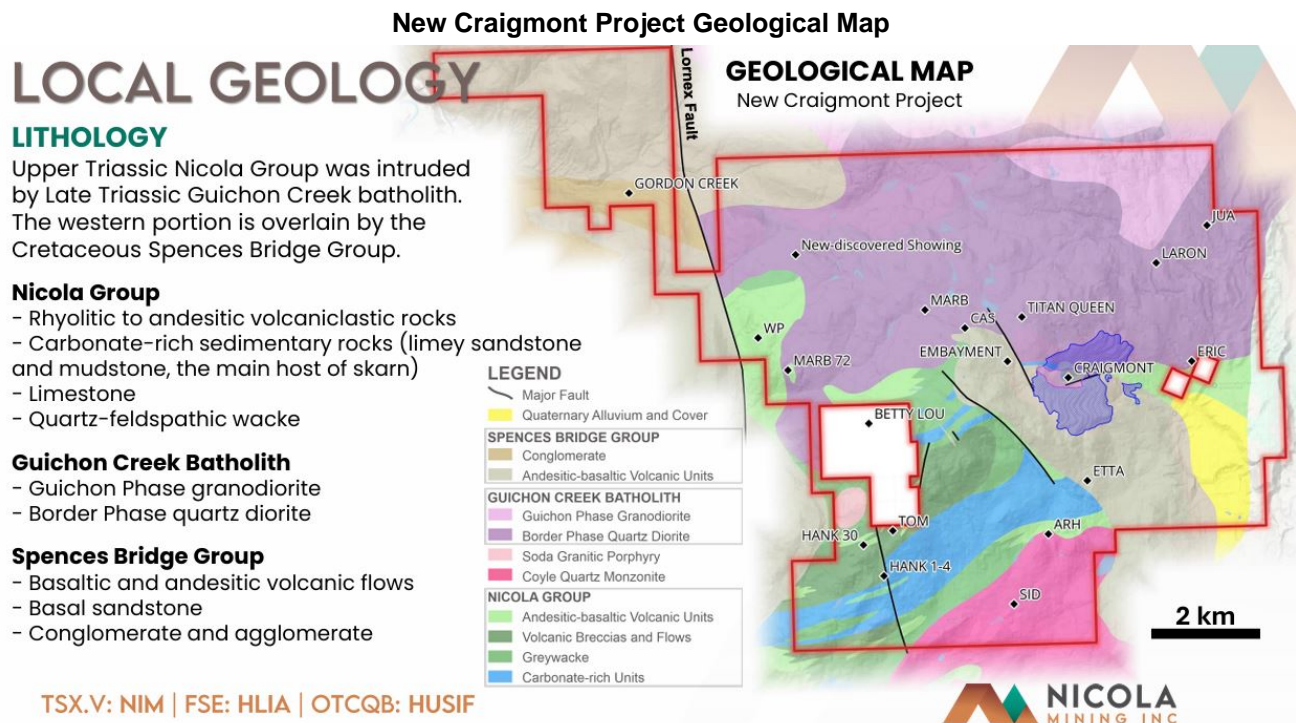 New Craigmont Project Geological Map
LOCAL GEOLOGY
LITHOLOGY
Upper Triassic Nicola Group was intruded
by Late Triassic Guichon Creek batholith.
The western portion is overlain by the
Cretaceous Spences Bridge Group.
Nicola Group
- Rhyolitic to andesitic volcaniclastic rocks
- Carbonate-rich sedimentary rocks (limey sandstone
and mudstone, the main host of skarn)
- Limestone
- Quartz-feldspathic wacke
Guichon Creek Batholith
- Guichon Phase granodiorite
- Border Phase quartz diorite
Spences Bridge Group
- Basaltic and andesitic volcanic flows
- Basal sandstone
- Conglomerate and agglomerate
TSX.V: NIM | FSE: HLIA | OTCQB: HUSIF
LEGEND
Major Fault
Quaternary Alluvium and Cover
SPENCES BRIDGE GROUP
Conglomerate
Andesitic-basaltic Volcanic Units
GUICHON CREEK BATHOLITH
Guichon Phase Granodiorite
Border Phase Quartz Diorite
Soda Granitic Porphyry
Coyle Quartz Monzonite
NICOLA GROUP
Andesitic-basaltic Volcanic Units
Volcanic Breccias and Flows
Greywacke
Carbonate-rich Units
GEOLOGICAL MAP
New Craigmont Project
Lornex Fault
GORDON CREEK
JUA
New-discovered Showing
LARON
MARB
TITAN QUEEN
CAS
WP
EMBAYMENT
ERIC
MARB 72
CRAIGMONT
BETTY LOU
ETTA
TOM
ARH
HANK 30
HANK 1-4
SID
2 km
NICOLA
MINING INC